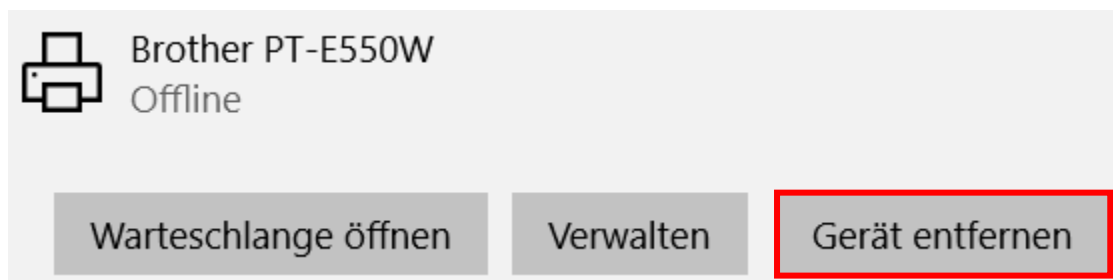 Brother PT-E550W
Offline
Warteschlange öffnen Verwalten Gerät entfernen